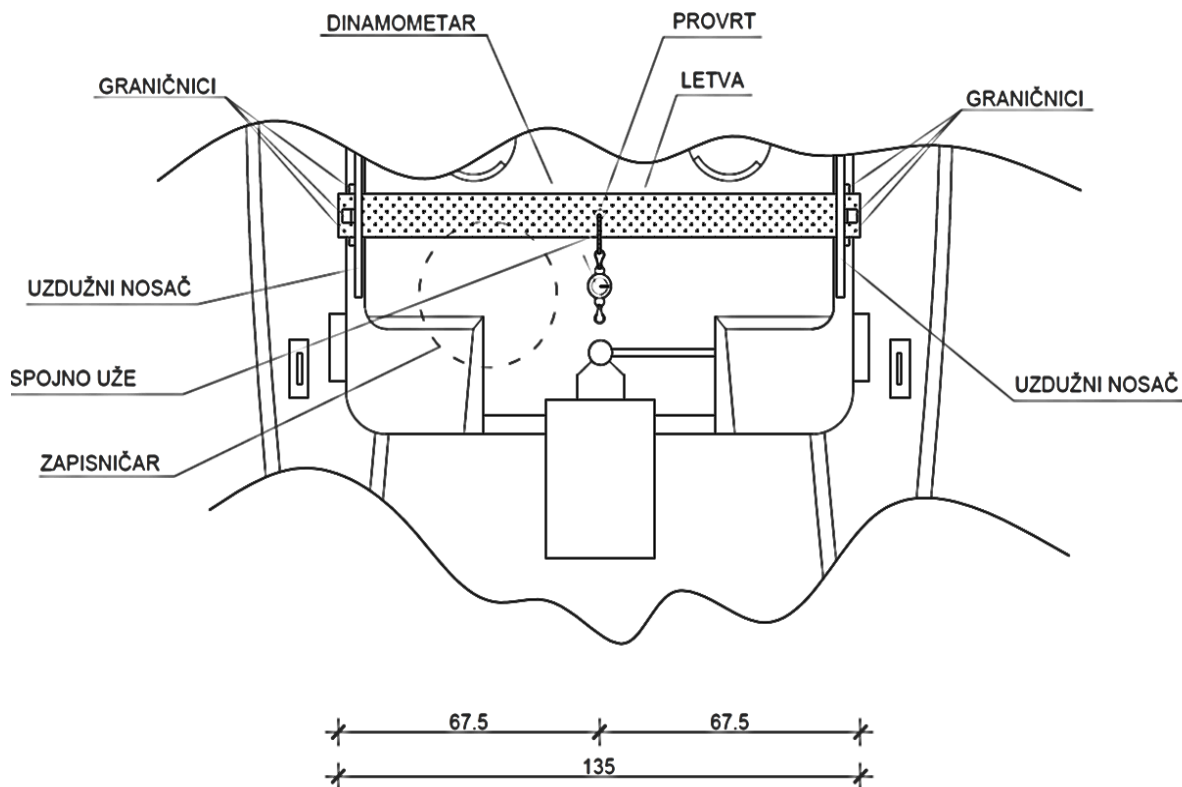 DINAMOMETAR
PROVRT
LETVA
GRANIČNICI
GRANIČNICI
UZDUŽNI NOSAČ
SPOJNO UŽE
UZDUŽNI NOSAČ
ZAPISNIČAR
67.5
67.5
135